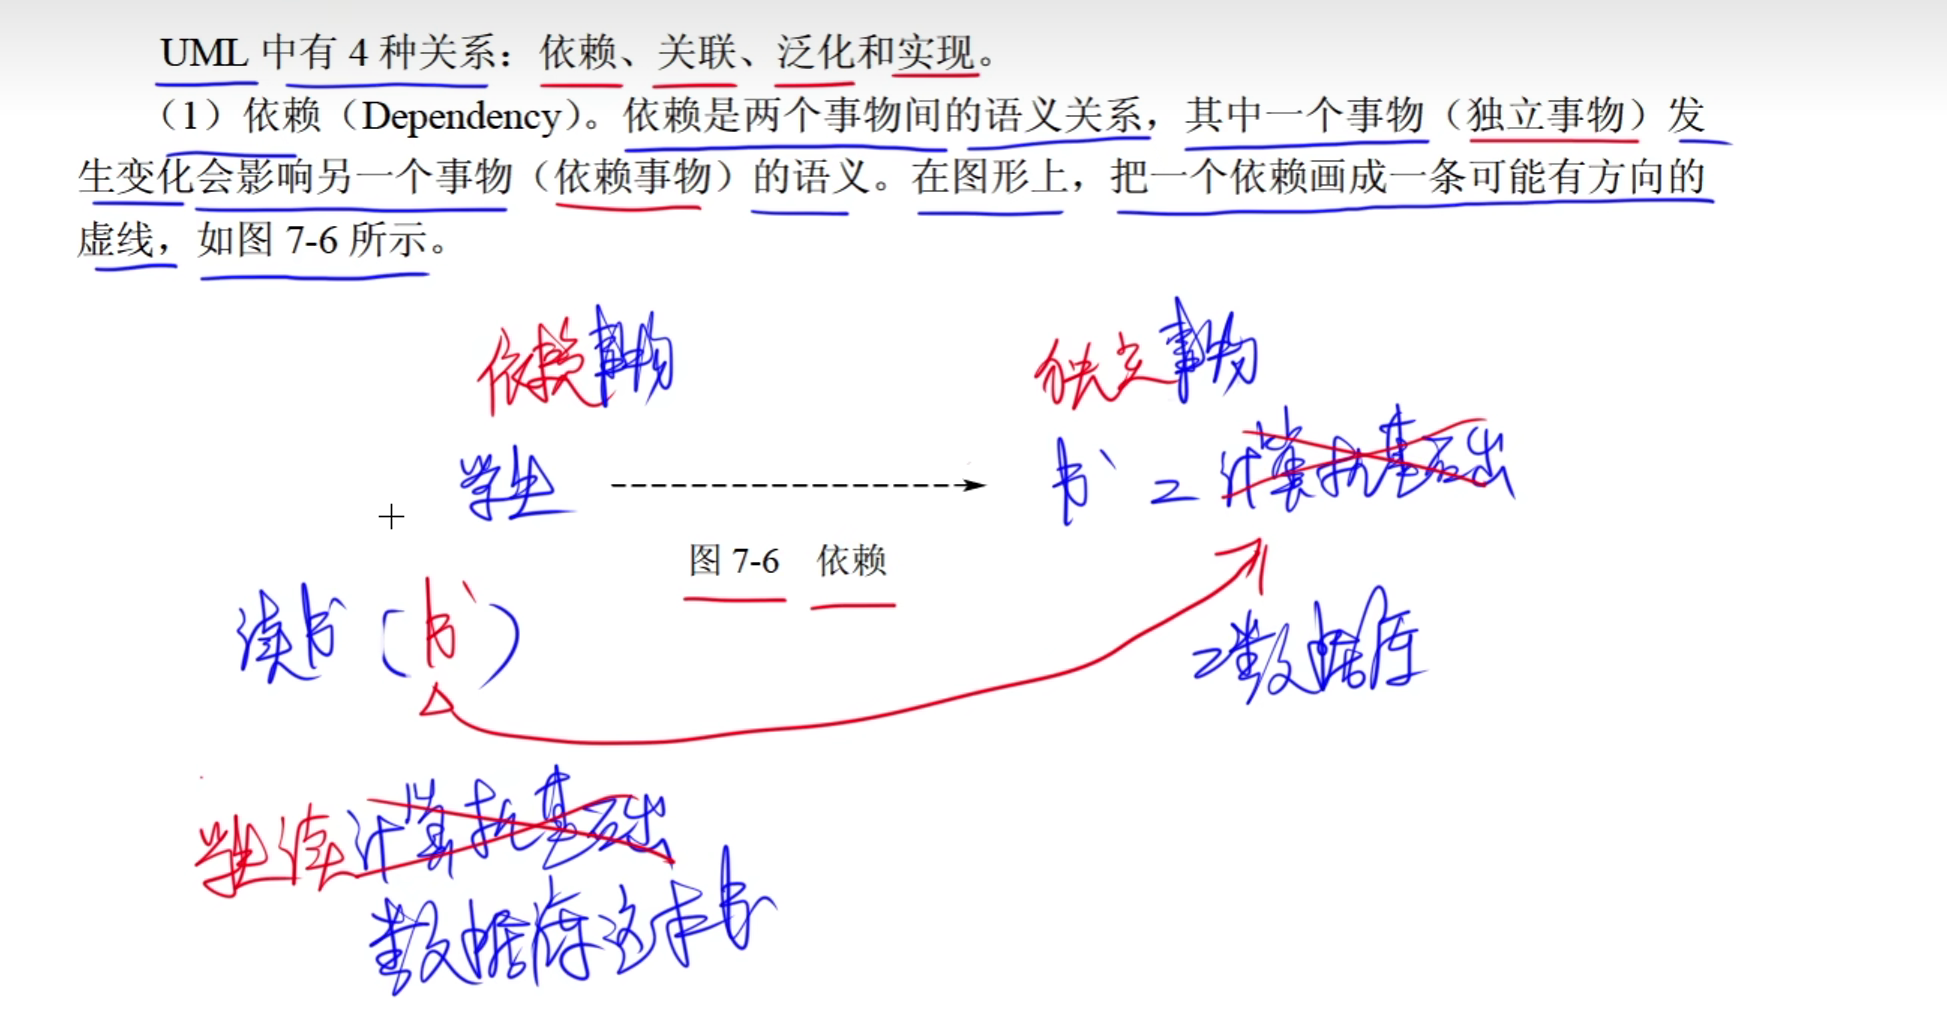 UML 中有 4 种关系：依赖、关联、泛化和实现。
（1）依赖（Dependency）。依赖是两个事物间的语义关系，其中一个事物（独立事物）发
生变化会影响另一个事物（依赖事物）的语义。在图形上，把一个依赖画成一条可能有方向的
虚线，如图 7-6 所示。
依赖事物
独立事物
学生
书 = 计算机基础
图 7-6 依赖
读书（书）
=数据库
学生读计算机基础
数据库这本书